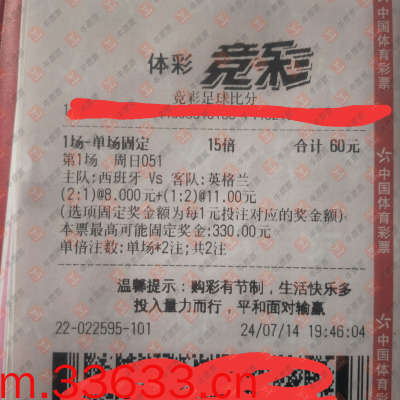 体彩 竞彩
竞彩足球比分
1场-单场固定 15倍 合计 60元
第1场 周日051
主队:西班牙 Vs 客队:英格兰
(2:1)@8.000元+(1:2)@11.00元
(选项固定奖金额为每1元投注对应的奖金额)
本票最高可能固定奖金:330.00元
单倍注数:单场*2注;共2注
温馨提示：购彩有节制，生活快乐多
投入量力而行，平和面对输赢
22-022595-101 24/07/14 19:46:04
m.33633.cn
中国体育彩票
中国体育彩票
中国体育彩票